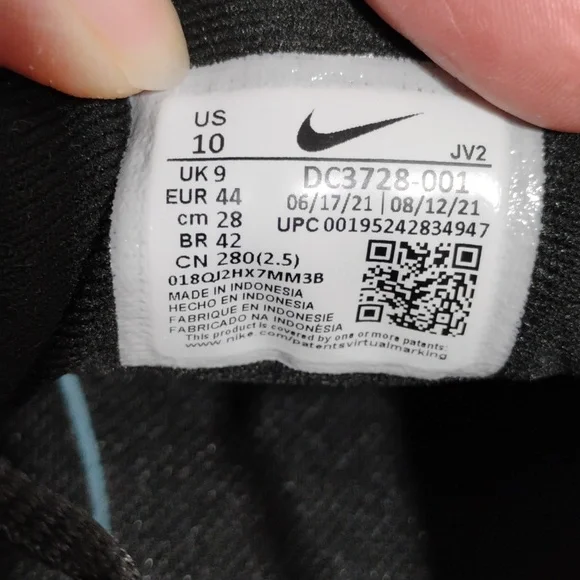 US
10
JV2
UK 9
EUR 44
cm 28
BR 42
CN 280(2.5)
DC3728-001
06/17/21 | 08/12/21
UPC 00195242834947
018QJ2HX7MM3B
MADE IN INDONESIA
HECHO EN INDONESIA
FABRIQUE EN INDONESIE
FABRICADO NA INDONÉSIA
This product is covered by one or more patents:
www.nike.com/patentsvirtualmarking